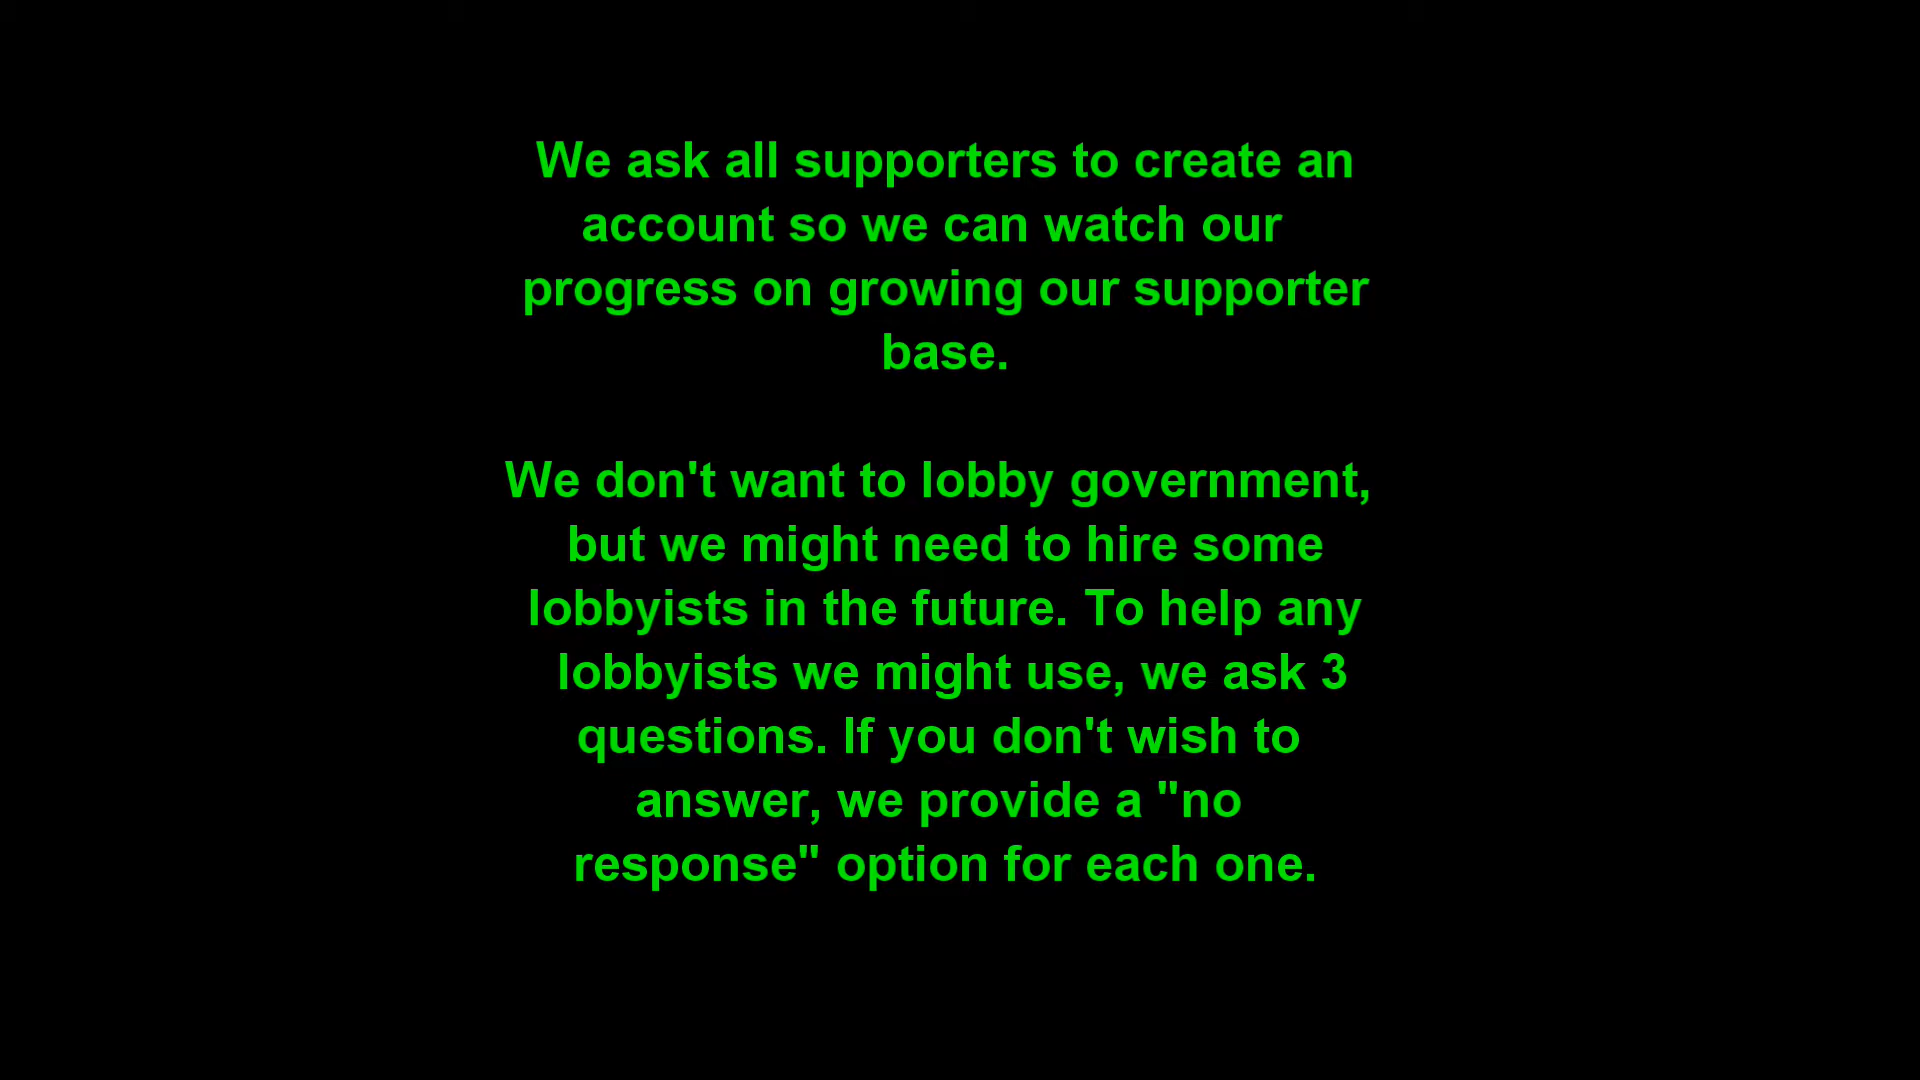 We ask all supporters to create an
account so we can watch our
progress on growing our supporter
base.
We don't want to lobby government,
but we might need to hire some
lobbyists in the future. To help any
lobbyists we might use, we ask 3
questions. If you don't wish to
answer, we provide a "no
response" option for each one.